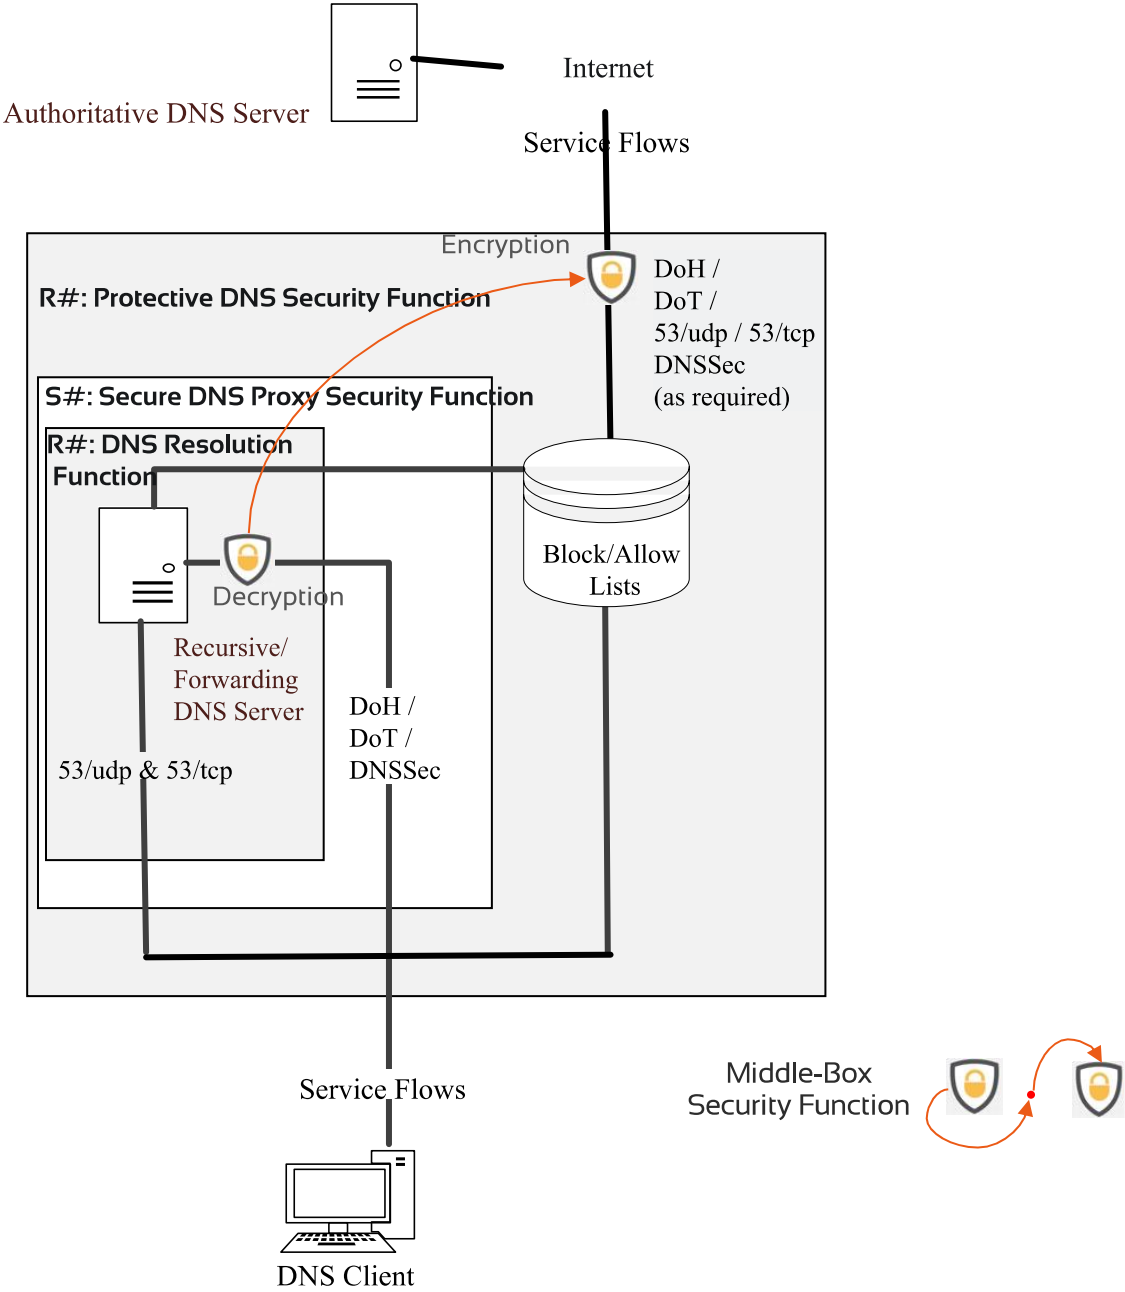 Internet
Authoritative DNS Server
Service Flows
Encryption
DoH /
DoT /
53/udp / 53/tcp
DNSSec
(as required)
R#: Protective DNS Security Function
S#: Secure DNS Proxy Security Function
R#: DNS Resolution
Function
Block/Allow
Lists
Decryption
Recursive/
Forwarding
DNS Server
DoH /
DoT /
DNSSec
53/udp & 53/tcp
Service Flows
Middle-Box
Security Function
DNS Client